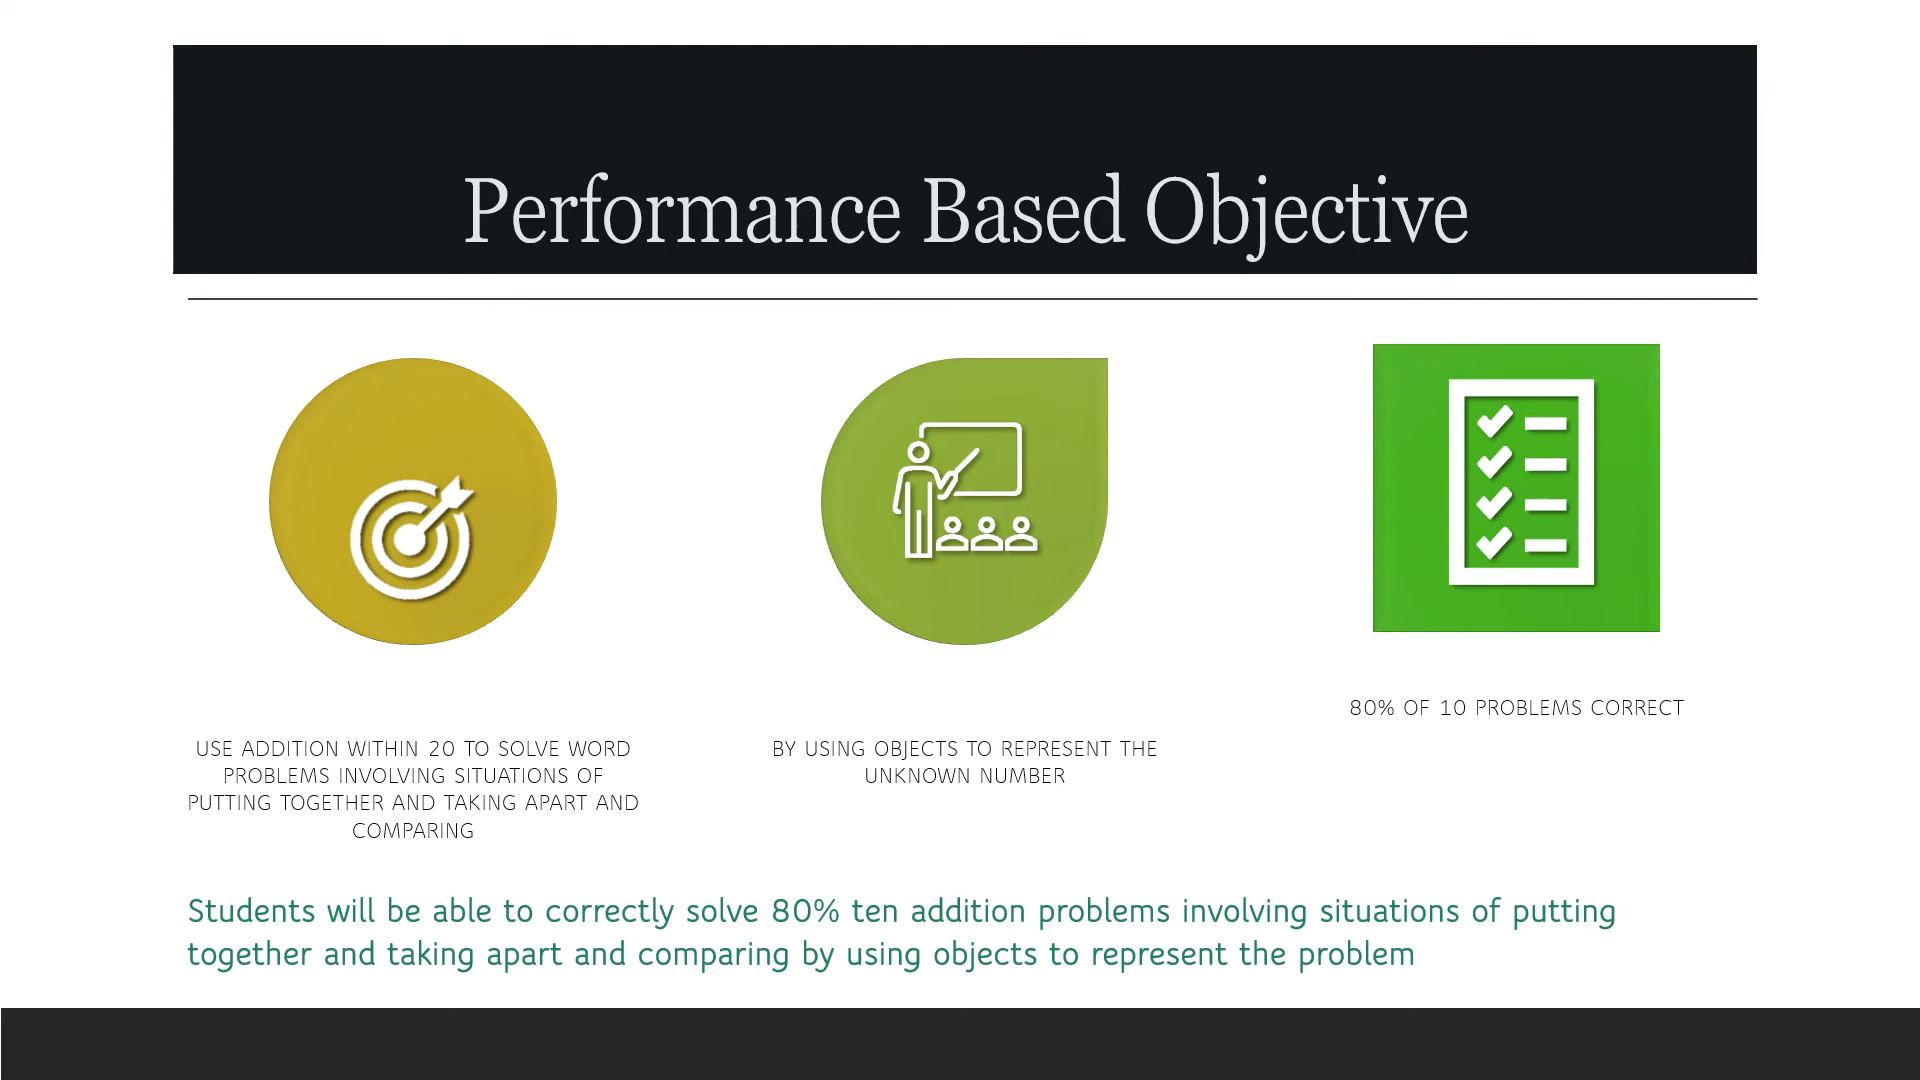 Performance Based Objective
USE ADDITION WITHIN 20 TO SOLVE WORD
PROBLEMS INVOLVING SITUATIONS OF
PUTTING TOGETHER AND TAKING APART AND
COMPARING
BY USING OBJECTS TO REPRESENT THE
UNKNOWN NUMBER
80% OF 10 PROBLEMS CORRECT
Students will be able to correctly solve 80% ten addition problems involving situations of putting
together and taking apart and comparing by using objects to represent the problem